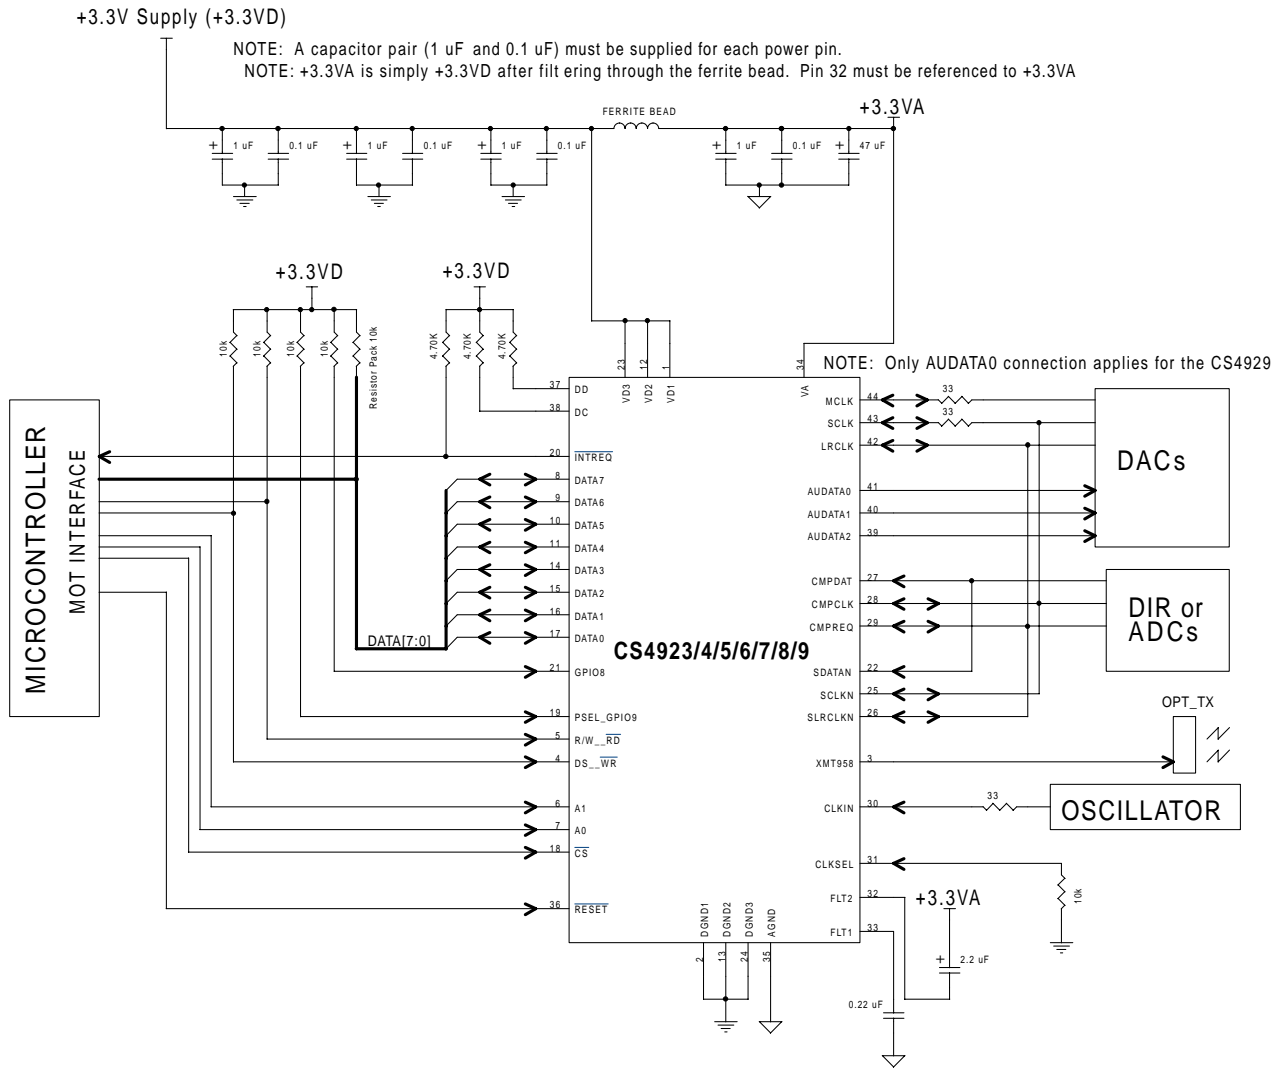 +3.3V Supply (+3.3VD)
NOTE: A capacitor pair (1 uF and 0.1 uF) must be supplied for each power pin.
NOTE: +3.3VA is simply +3.3VD after filt ering through the ferrite bead. Pin 32 must be referenced to +3.3VA
FERRITE BEAD
+3.3VA
+ 1 uF
0.1 uF
+ 1 uF
0.1 uF
+ 1 uF
0.1 uF
+ 1 uF
0.1 uF
+ 47 uF
+3.3VD
+3.3VD
10k
10k
10k
10k
Resistor Pack 10k
4.70K
4.70K
4.70K
23
12
1
34
VD3
VD2
VD1
VA
NOTE: Only AUDATA0 connection applies for the CS4929
MICROCONTROLLER
MOT INTERFACE
37 DD
38 DC
20 INTREQ
8 DATA7
9 DATA6
10 DATA5
11 DATA4
14 DATA3
15 DATA2
16 DATA1
17 DATA0
DATA[7:0]
21 GPIO8
19 PSEL_GPIO9
5 R/W__RD
4 DS__WR
6 A1
7 A0
18 CS
36 RESET
CS4923/4/5/6/7/8/9
MCLK 44 33
SCLK 43 33
LRCLK 42
AUDATA0 41
AUDATA1 40
AUDATA2 39
DACs
CMPDAT 27
CMPCLK 28
CMPREQ 29
DIR or
ADCs
SDATAN 22
SCLKN 25
SLRCLKN 26
OPT_TX
XMT958 3
CLKIN 30 33
OSCILLATOR
CLKSEL 31
10k
FLT2 32
+3.3VA
FLT1 33
+ 2.2 uF
0.22 uF
DGND1
DGND2
DGND3
AGND
2
13
24
35